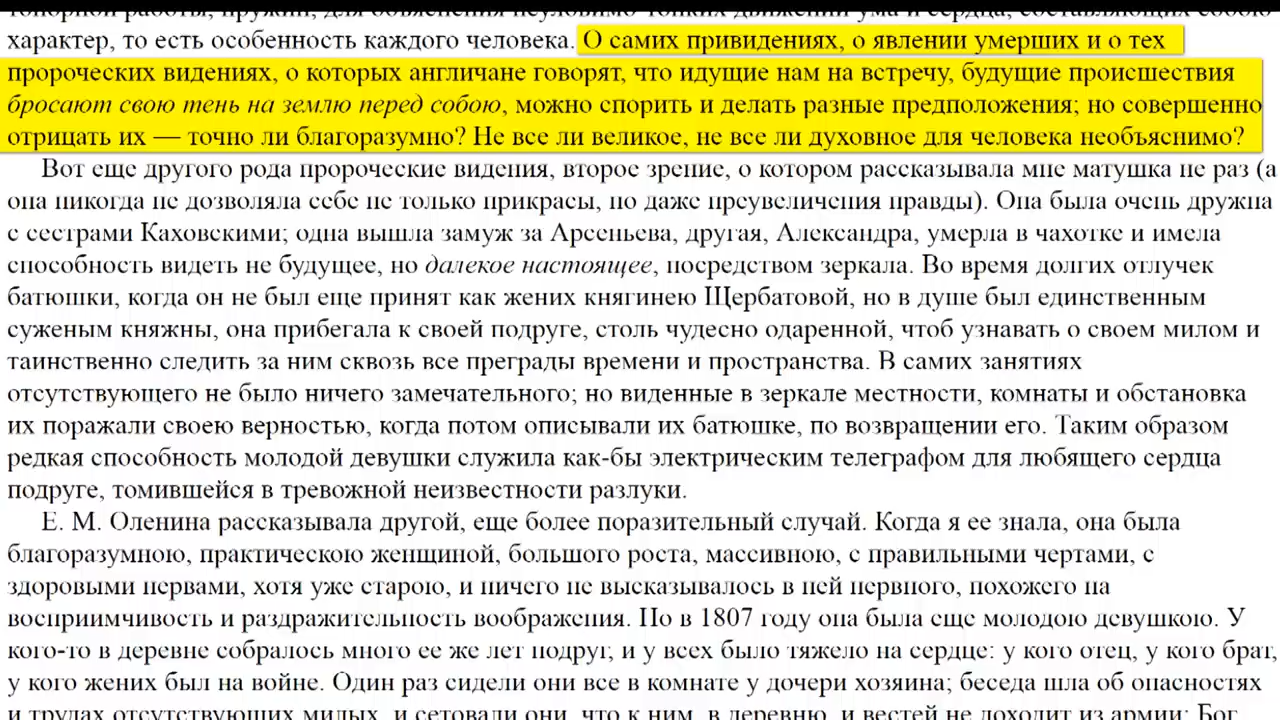 характер, то есть особенность каждого человека. О самих привидениях, о явлении умерших и о тех
пророческих видениях, о которых англичане говорят, что идущие нам на встречу, будущие происшествия
бросают свою тень на землю перед собою, можно спорить и делать разные предположения; но совершенно
отрицать их — точно ли благоразумно? Не все ли великое, не все ли духовное для человека необъяснимо?
Вот еще другого рода пророческие видения, второе зрение, о котором рассказывала мне матушка не раз (а
она никогда не дозволяла себе не только прикрасы, но даже преувеличения правды). Она была очень дружна
с сестрами Каховскими; одна вышла замуж за Арсеньева, другая, Александра, умерла в чахотке и имела
способность видеть не будущее, но далекое настоящее, посредством зеркала. Во время долгих отлучек
батюшки, когда он не был еще принят как жених княгинею Щербатовой, но в душе был единственным
суженым княжны, она прибегала к своей подруге, столь чудесно одаренной, чтоб узнавать о своем милом и
таинственно следить за ним сквозь все преграды времени и пространства. В самих занятиях
отсутствующего не было ничего замечательного; но виденные в зеркале местности, комнаты и обстановка
их поражали своею верностью, когда потом описывали их батюшке, по возвращении его. Таким образом
редкая способность молодой девушки служила как-бы электрическим телеграфом для любящего сердца
подруге, томившейся в тревожной неизвестности разлуки.
Е. М. Оленина рассказывала другой, еще более поразительный случай. Когда я ее знала, она была
благоразумною, практическою женщиной, большого роста, массивною, с правильными чертами, с
здоровыми нервами, хотя уже старою, и ничего не высказывалось в ней нервного, похожего на
восприимчивость и раздражительность воображения. Но в 1807 году она была еще молодою девушкою. У
кого-то в деревне собралось много ее же лет подруг, и у всех было тяжело на сердце: у кого отец, у кого брат,
у кого жених был на войне. Один раз сидели они все в комнате у дочери хозяина; беседа шла об опасностях
и трудах отсутствующих милых, и сетовали они, что к ним, в деревню, и вестей не доходит из армии; Бог